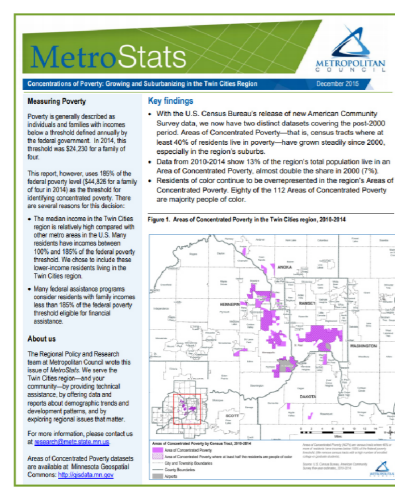 MetroStats
METROPOLITAN
COUNCIL
Concentrations of Poverty: Growing and Suburbanizing in the Twin Cities Region
December 2015
Measuring Poverty
Poverty is generally described as
individuals and families with incomes
below a threshold defined annually by
the federal government. In 2014, this
threshold was $24,230 for a family of
four.
This report, however, uses 185% of the
federal poverty level ($44,826 for a family
of four in 2014) as the threshold for
identifying concentrated poverty. There
are several reasons for this decision:
• The median income in the Twin Cities
region is relatively high compared with
other metro areas in the U.S. Many
residents have incomes between
100% and 185% of the federal poverty
threshold. We chose to include these
lower-income residents living in the
Twin Cities region.
• Many federal assistance programs
consider residents with family incomes
less than 185% of the federal poverty
threshold eligible for financial
assistance.
About us
The Regional Policy and Research
team at Metropolitan Council wrote this
issue of MetroStats. We serve the
Twin Cities region—and your
community—by providing technical
assistance, by offering data and
reports about demographic trends and
development patterns, and by
exploring regional issues that matter.
For more information, please contact us
at research@metc.state.mn.us.
Areas of Concentrated Poverty datasets
are available at Minnesota Geospatial
Commons: http://gisdata.mn.gov
Key findings
• With the U.S. Census Bureau's release of new American Community
Survey data, we now have two distinct datasets covering the post-2000
period. Areas of Concentrated Poverty—that is, census tracts where at
least 40% of residents live in poverty—have grown steadily since 2000,
especially in the region's suburbs.
• Data from 2010-2014 show 13% of the region's total population live in an
Area of Concentrated Poverty, almost double the share in 2000 (7%).
• Residents of color continue to be overrepresented in the region's Areas of
Concentrated Poverty. Eighty of the 112 Areas of Concentrated Poverty
are majority people of color.
Figure 1. Areas of Concentrated Poverty in the Twin Cities region, 2010-2014
ANOKA
HENNEPIN
RAMSEY
WASHINGTON
SCOTT
DAKOTA
Areas of Concentrated Poverty by Census Tract, 2010-2014
Area of Concentrated Poverty
Area of Concentrated Poverty where at least half the residents are people of color
City and Township Boundaries
County Boundaries
Airports